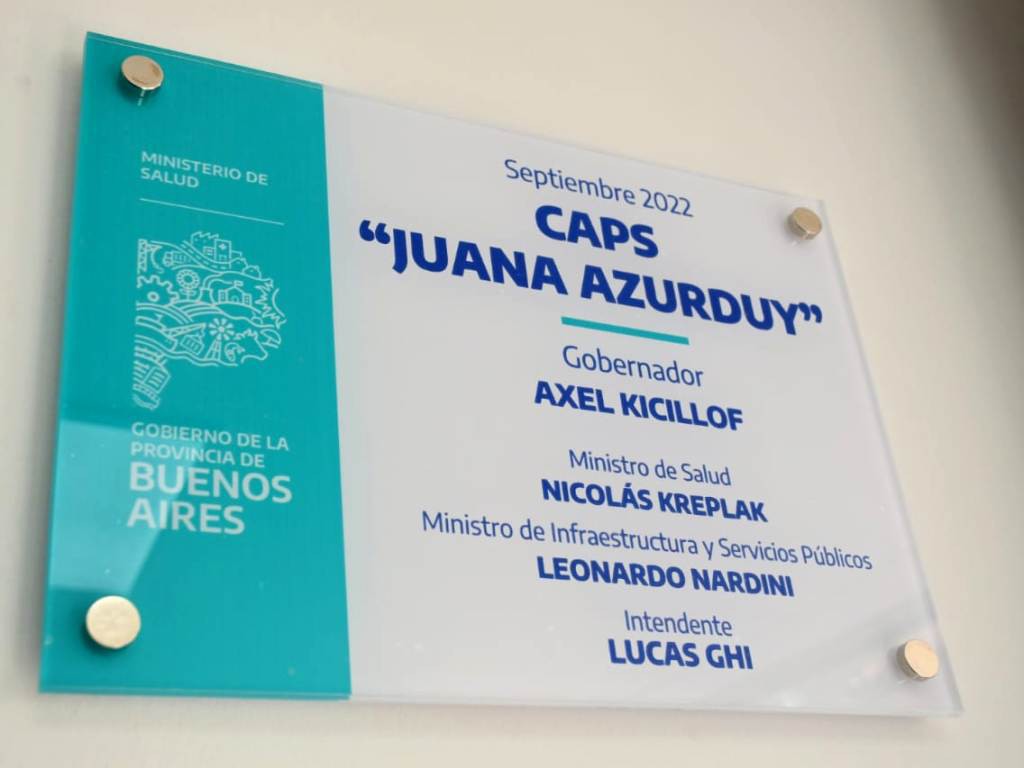 MINISTERIO DE
SALUD
GOBIERNO DE LA
PROVINCIA DE
BUENOS
AIRES
Septiembre 2022
CAPS
“JUANA AZURDUY”
Gobernador
AXEL KICILLOF
Ministro de Salud
NICOLÁS KREPLAK
Ministro de Infraestructura y Servicios Públicos
LEONARDO NARDINI
Intendente
LUCAS GHI